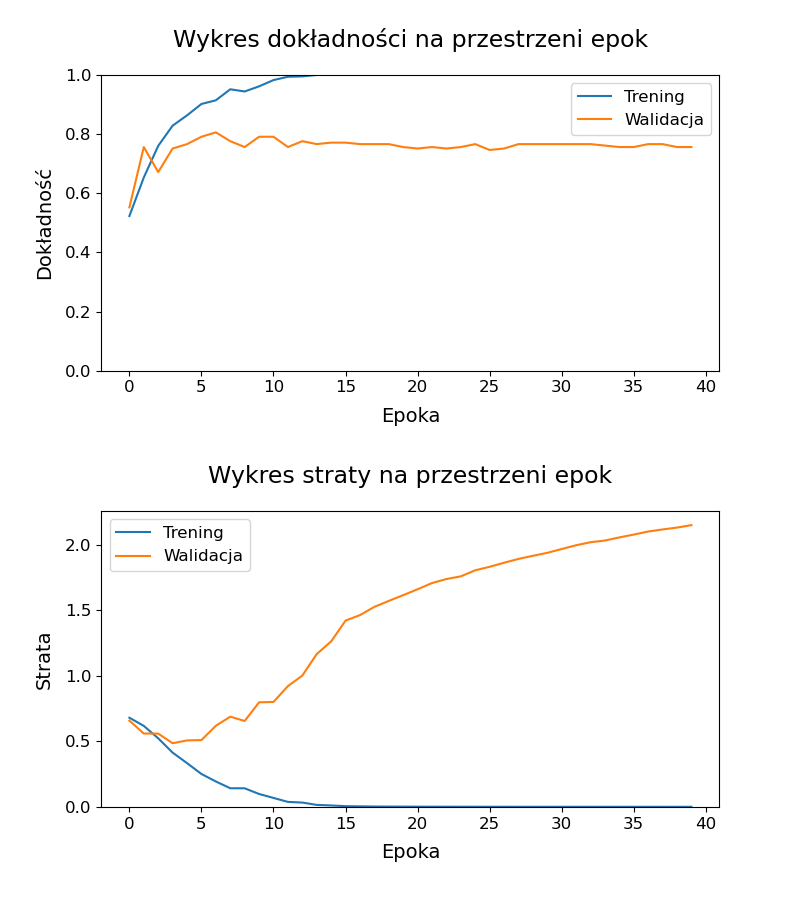 Wykres dokładności na przestrzeni epok
1.0
0.8
0.6
0.4
0.2
0.0
Dokładność
Trening
Walidacja
0 5 10 15 20 25 30 35 40
Epoka
Wykres straty na przestrzeni epok
2.0
1.5
1.0
0.5
0.0
Strata
Trening
Walidacja
0 5 10 15 20 25 30 35 40
Epoka